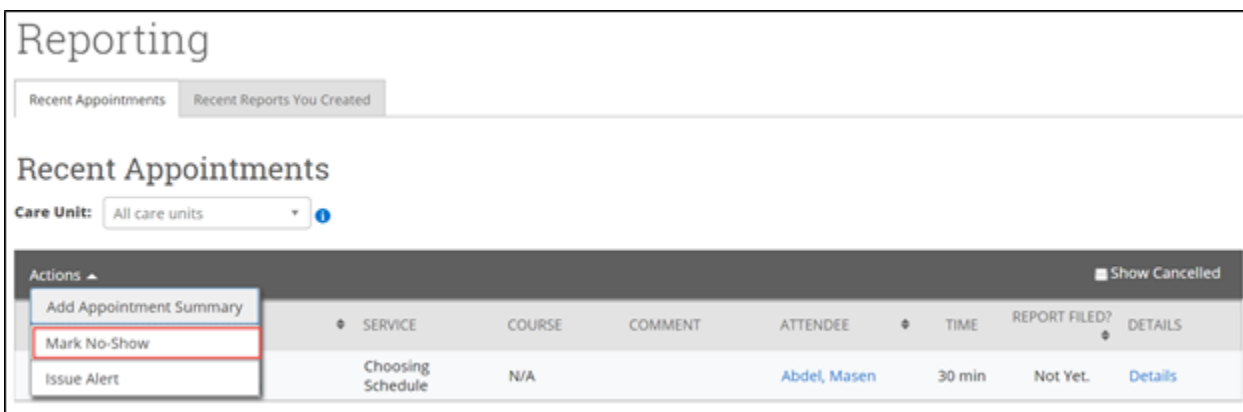 Reporting
Recent Appointments Recent Reports You Created
Recent Appointments
Care Unit: All care units
Actions Show Cancelled
Add Appointment Summary
Mark No-Show
Issue Alert
SERVICE COURSE COMMENT ATTENDEE TIME REPORT FILED? DETAILS
Choosing
Schedule N/A Abdel, Masen 30 min Not Yet. Details